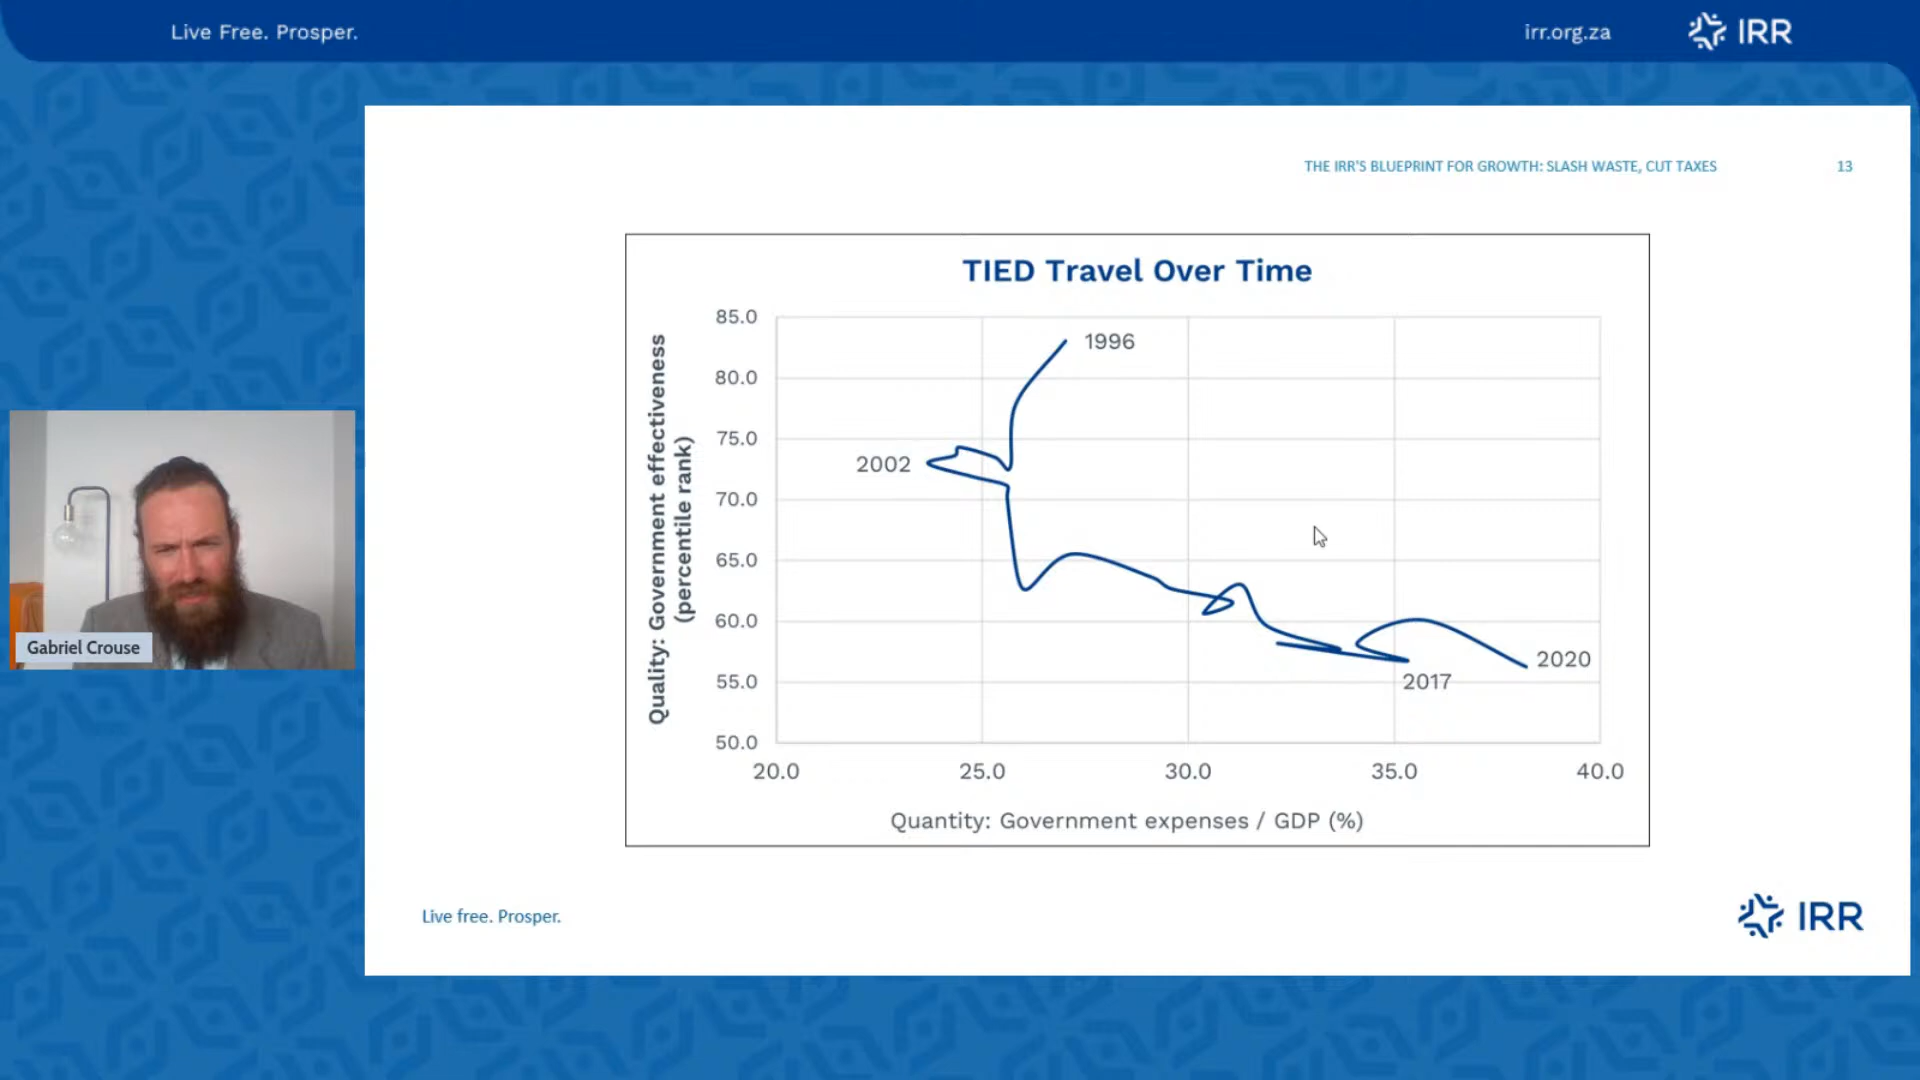 Live Free. Prosper.
irr.org.za
IRR
THE IRR'S BLUEPRINT FOR GROWTH: SLASH WASTE, CUT TAXES
13
TIED Travel Over Time
Quality: Government effectiveness
(percentile rank)
85.0
80.0
75.0
70.0
65.0
60.0
55.0
50.0
1996
2002
2017
2020
20.0
25.0
30.0
35.0
40.0
Quantity: Government expenses / GDP (%)
Gabriel Crouse
Live free. Prosper.
IRR